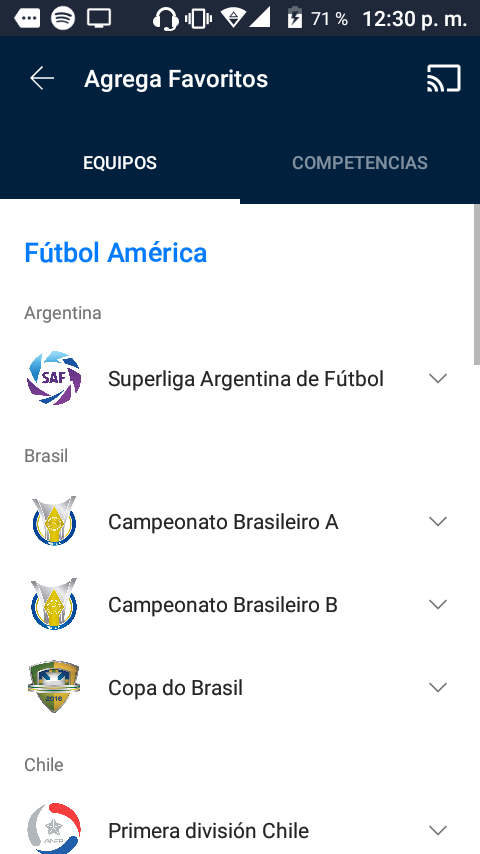 71 % 12:30 p. m.
Agrega Favoritos
EQUIPOS COMPETENCIAS
Fútbol América
Argentina
SAF
Superliga Argentina de Fútbol
Brasil
Campeonato Brasileiro A
Campeonato Brasileiro B
2016
Copa do Brasil
Chile
ANFP
Primera división Chile